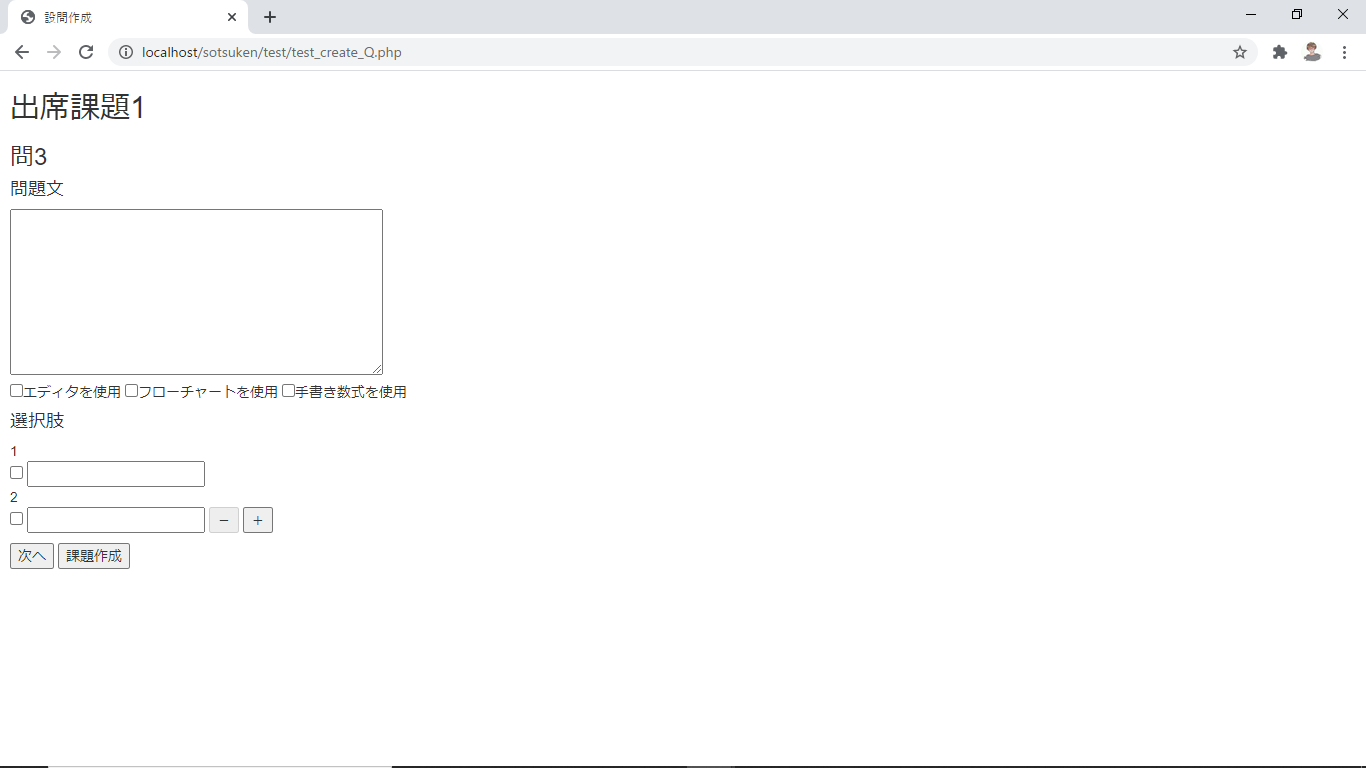 設問作成
localhost/sotsuken/test/test_create_Q.php
出席課題1
問3
問題文
エディタを使用 フローチャートを使用 手書き数式を使用
選択肢
1
2
－ ＋
次へ 課題作成